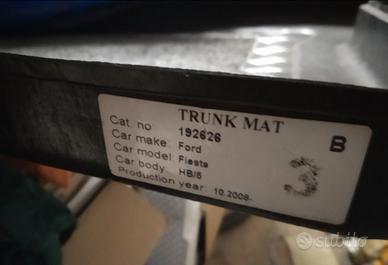 TRUNK MAT
Cat. no 192626
Car make: Ford
Car model: Fiesta
Car body: HB/5
Production year: 10.2008-
B
3
subito